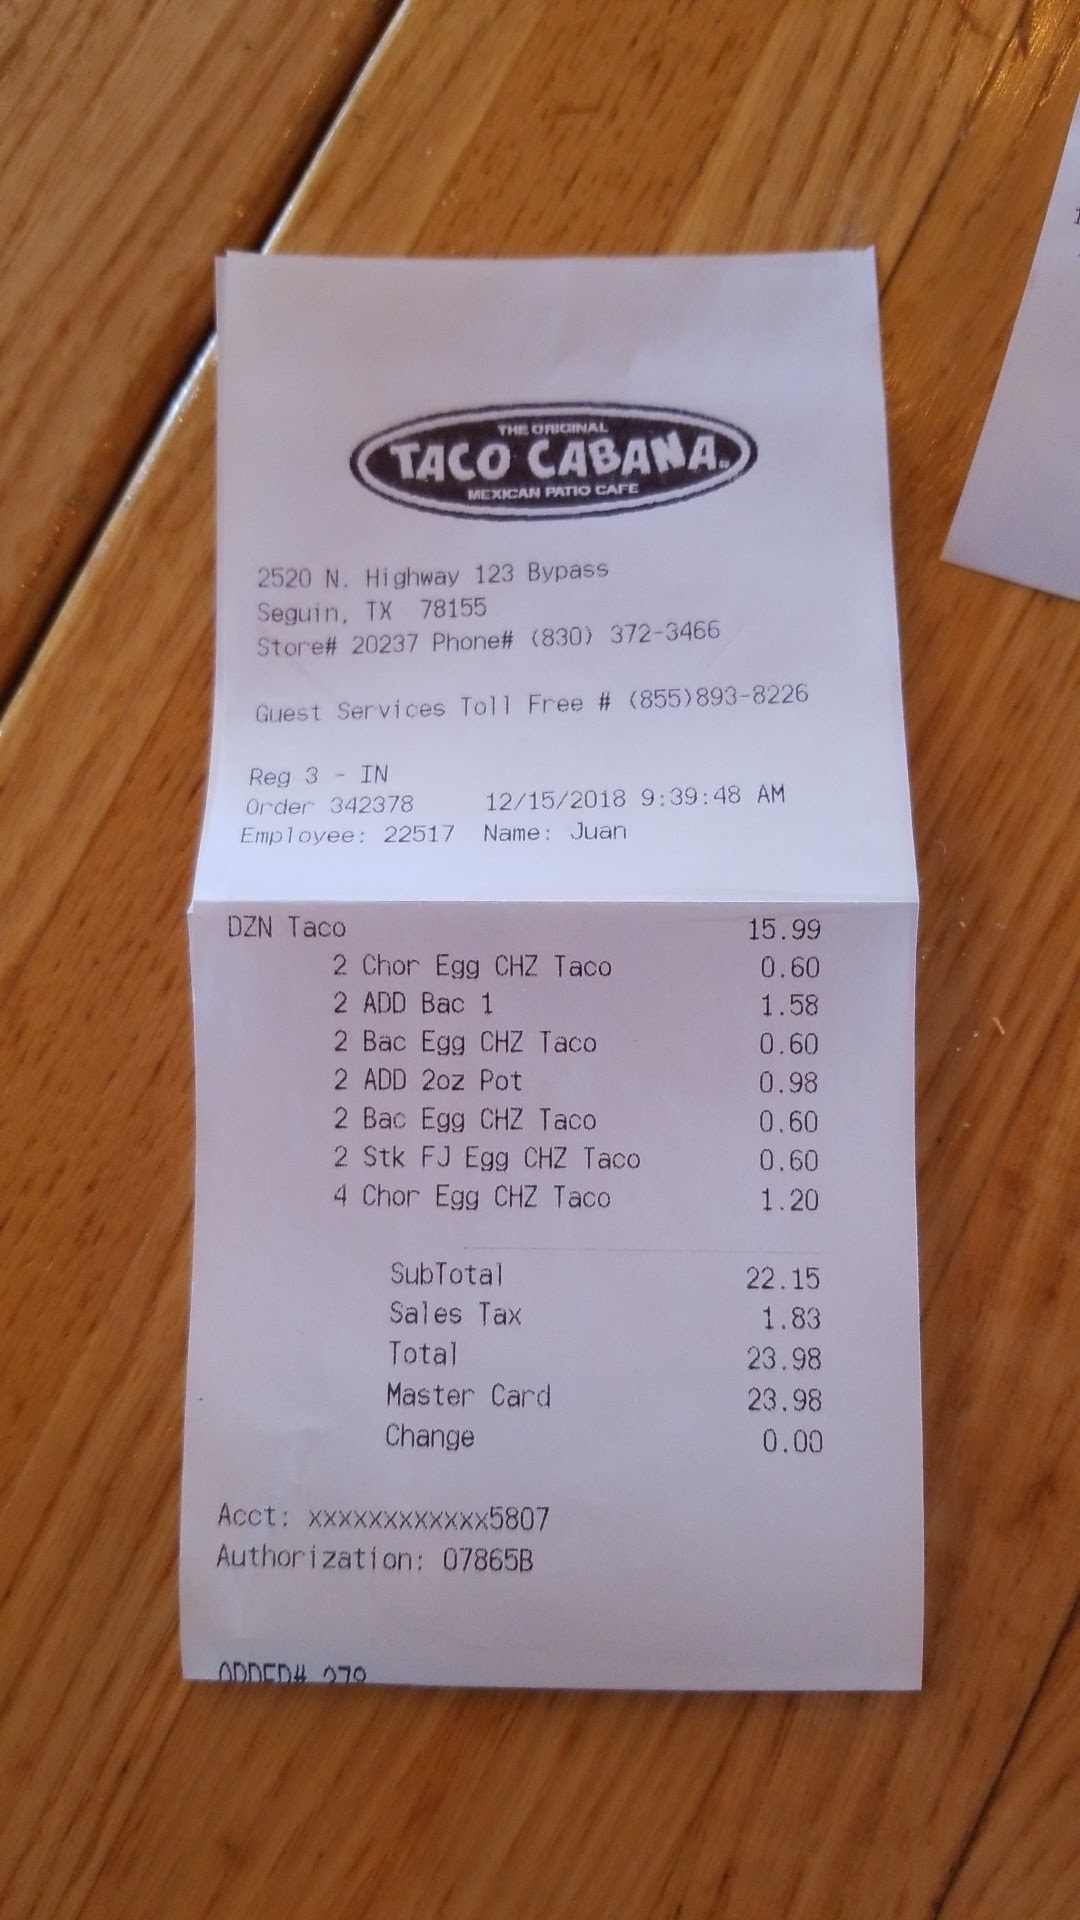 THE ORIGINAL
TACO CABANA
MEXICAN PATIO CAFE
2520 N. Highway 123 Bypass
Seguin, TX 78155
Store# 20237 Phone# (830) 372-3466
Guest Services Toll Free # (855)893-8226
Reg 3 - IN
Order 342378 12/15/2018 9:39:48 AM
Employee: 22517 Name: Juan
DZN Taco 15.99
2 Chor Egg CHZ Taco 0.60
2 ADD Bac 1 1.58
2 Bac Egg CHZ Taco 0.60
2 ADD 2oz Pot 0.98
2 Bac Egg CHZ Taco 0.60
2 Stk FJ Egg CHZ Taco 0.60
4 Chor Egg CHZ Taco 1.20
SubTotal 22.15
Sales Tax 1.83
Total 23.98
Master Card 23.98
Change 0.00
Acct: xxxxxxxxxxxx5807
Authorization: 07865B